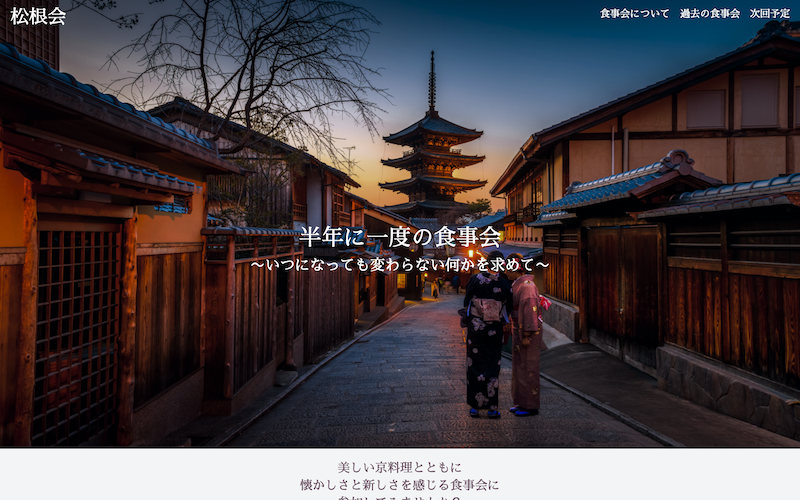 松根会
食事会について 過去の食事会 次回予定
半年に一度の食事会
〜いつになっても変わらない何かを求めて〜
美しい京料理とともに
懐かしさと新しさを感じる食事会に